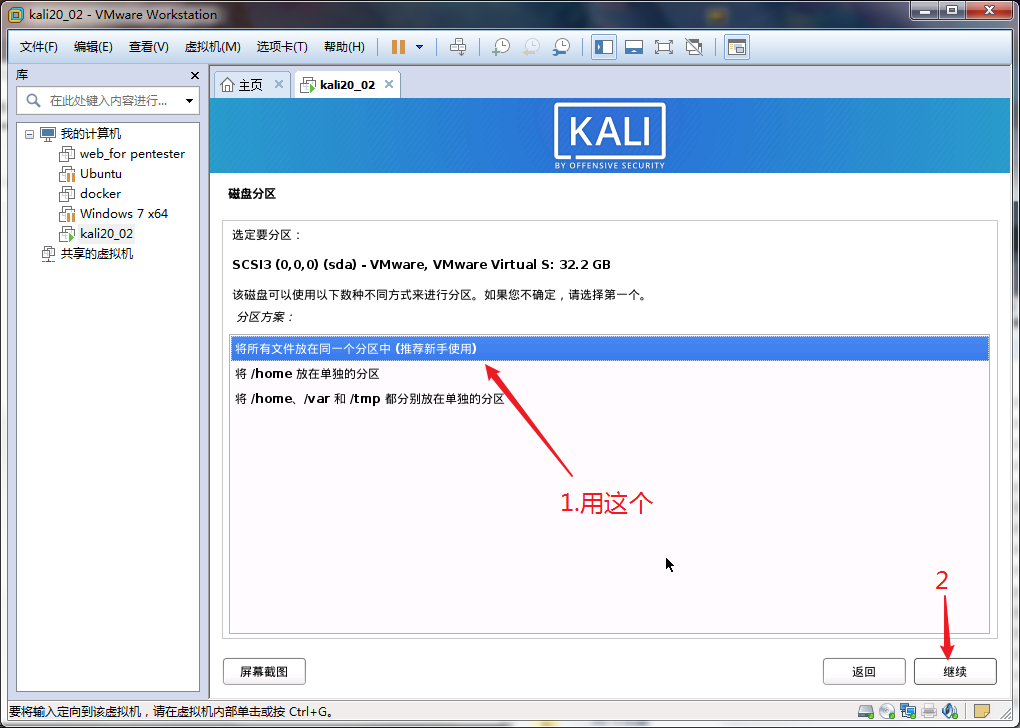 kali20_02 - VMware Workstation
文件(F) 编辑(E) 查看(V) 虚拟机(M) 选项卡(T) 帮助(H)
库
主页
kali20_02
在此处键入内容进行...
我的计算机
web_for pentester
Ubuntu
docker
Windows 7 x64
kali20_02
共享的虚拟机
KALI
BY OFFENSIVE SECURITY
磁盘分区
选定要分区：
SCSI3 (0,0,0) (sda) - VMware, VMware Virtual S: 32.2 GB
该磁盘可以使用以下数种不同方式来进行分区。如果您不确定，请选择第一个。
分区方案：
将所有文件放在同一个分区中 (推荐新手使用)
将 /home 放在单独的分区
将 /home、/var 和 /tmp 都分别放在单独的分区
1.用这个
2
屏幕截图 返回 继续
要将输入定向到该虚拟机，请在虚拟机内部单击或按 Ctrl+G。